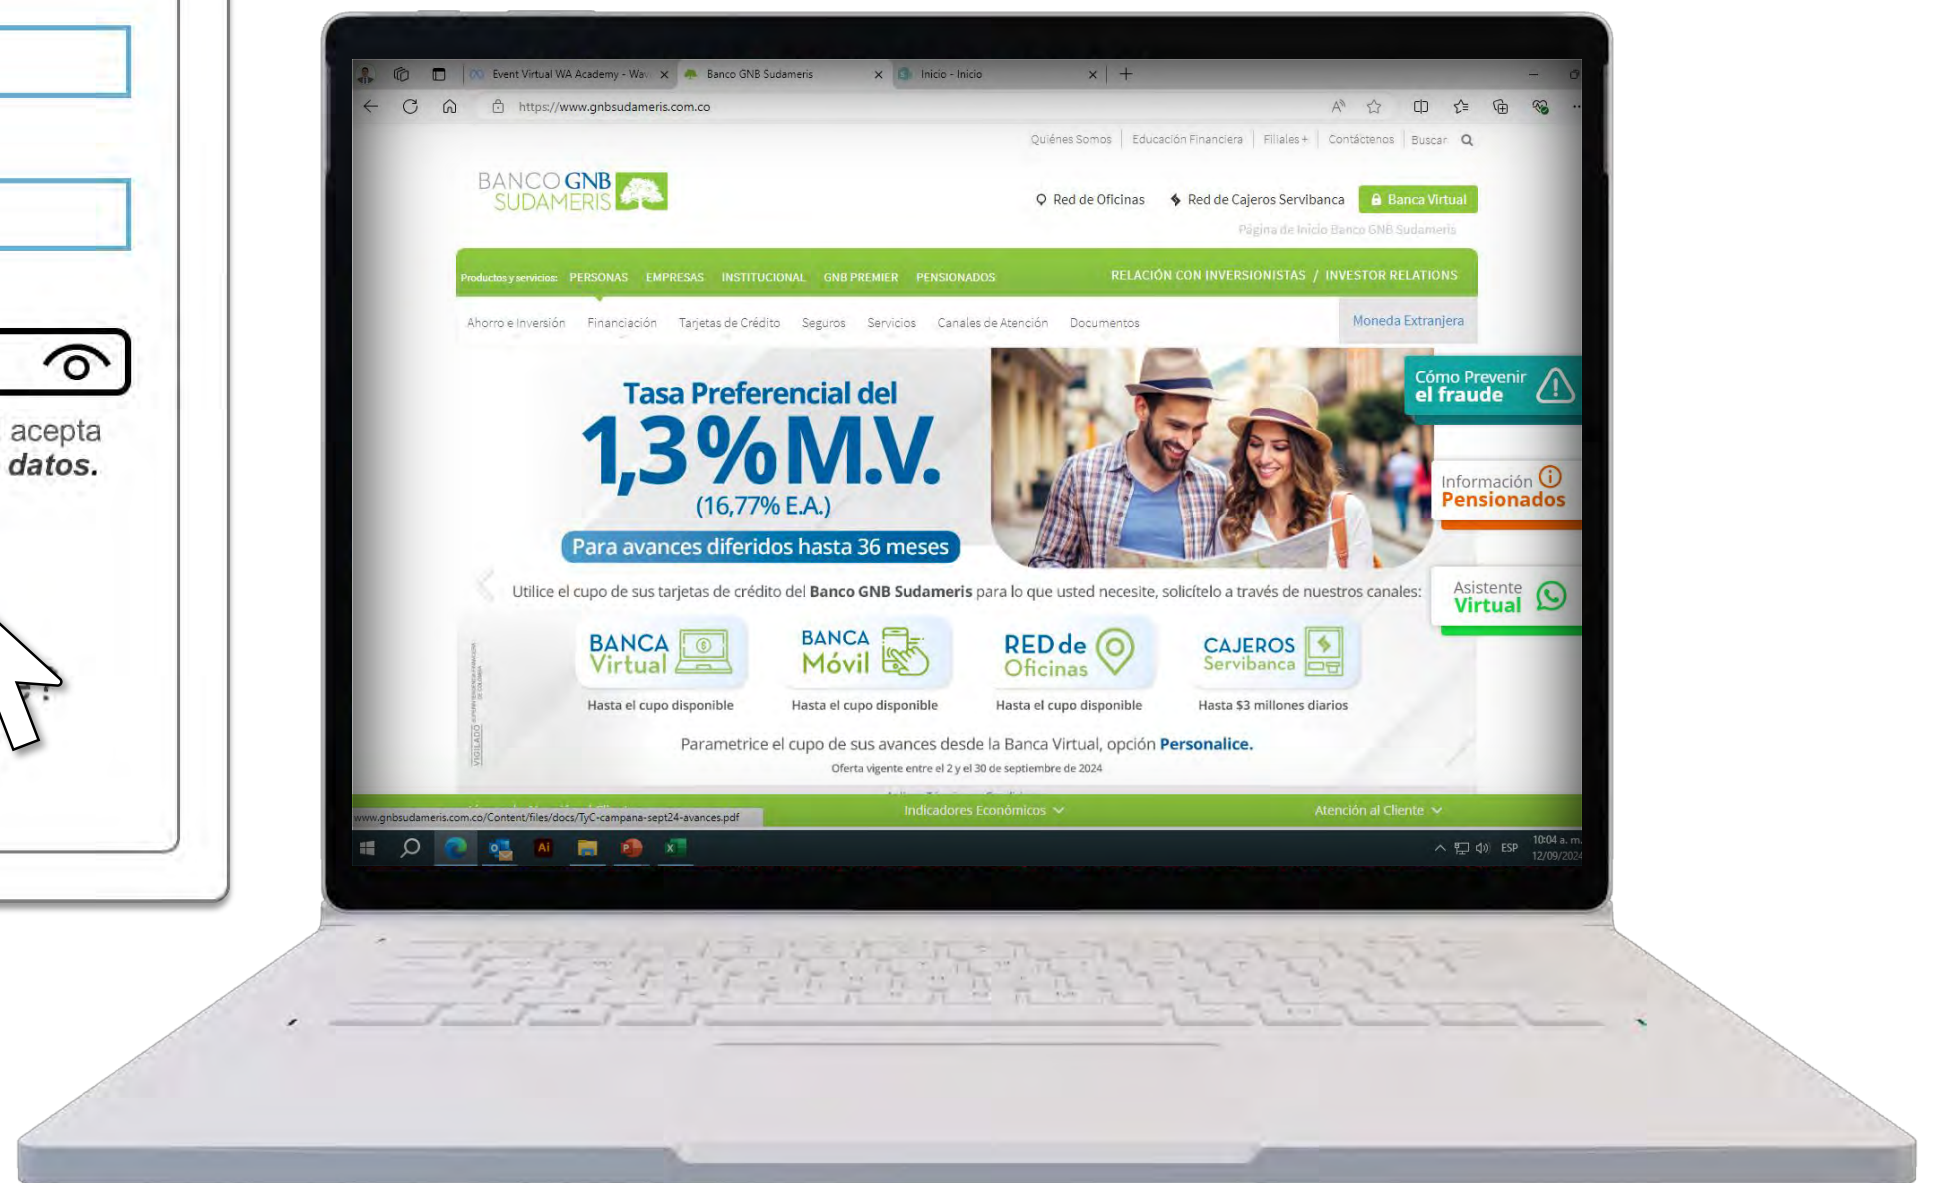 acepta
datos.
Event Virtual WA Academy - Wav
Banco GNB Sudameris
Inicio - Inicio
https://www.gnbsudameris.com.co
Quiénes Somos
Educación Financiera
Filiales +
Contáctenos
Buscar
BANCO GNB
SUDAMERIS
Red de Oficinas
Red de Cajeros Servibanca
Banca Virtual
Página de Inicio Banco GNB Sudameris
Productos y servicios: PERSONAS EMPRESAS INSTITUCIONAL GNB PREMIER PENSIONADOS
RELACIÓN CON INVERSIONISTAS / INVESTOR RELATIONS
Ahorro e Inversión Financiación Tarjetas de Crédito Seguros Servicios Canales de Atención Documentos
Moneda Extranjera
Tasa Preferencial del
1,3% M.V.
(16,77% E.A.)
Para avances diferidos hasta 36 meses
Cómo Prevenir
el fraude
Información
Pensionados
Asistente
Virtual
Utilice el cupo de sus tarjetas de crédito del Banco GNB Sudameris para lo que usted necesite, solicítelo a través de nuestros canales:
BANCA
Virtual
Hasta el cupo disponible
BANCA
Móvil
Hasta el cupo disponible
RED de
Oficinas
Hasta el cupo disponible
CAJEROS
Servibanca
Hasta $3 millones diarios
VIGILADO SUPERINTENDENCIA FINANCIERA
DE COLOMBIA
Parametrice el cupo de sus avances desde la Banca Virtual, opción Personalice.
Oferta vigente entre el 2 y el 30 de septiembre de 2024
Indicadores Económicos
Atención al Cliente
www.gnbsudameris.com.co/Content/files/docs/TyC-campana-sept24-avances.pdf
Ai
ESP
10:04 a. m.
12/09/2024